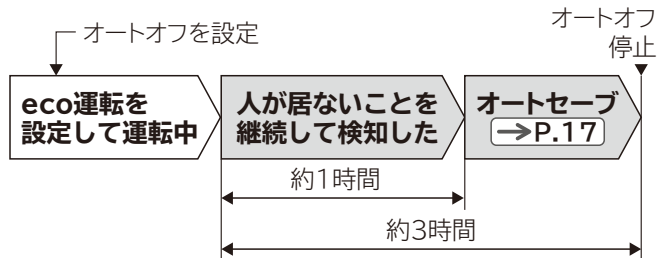 オートオフを設定
オートオフ
停止
eco運転を
設定して運転中
人が居ないことを
継続して検知した
オートセーブ
→P.17
約1時間
約3時間